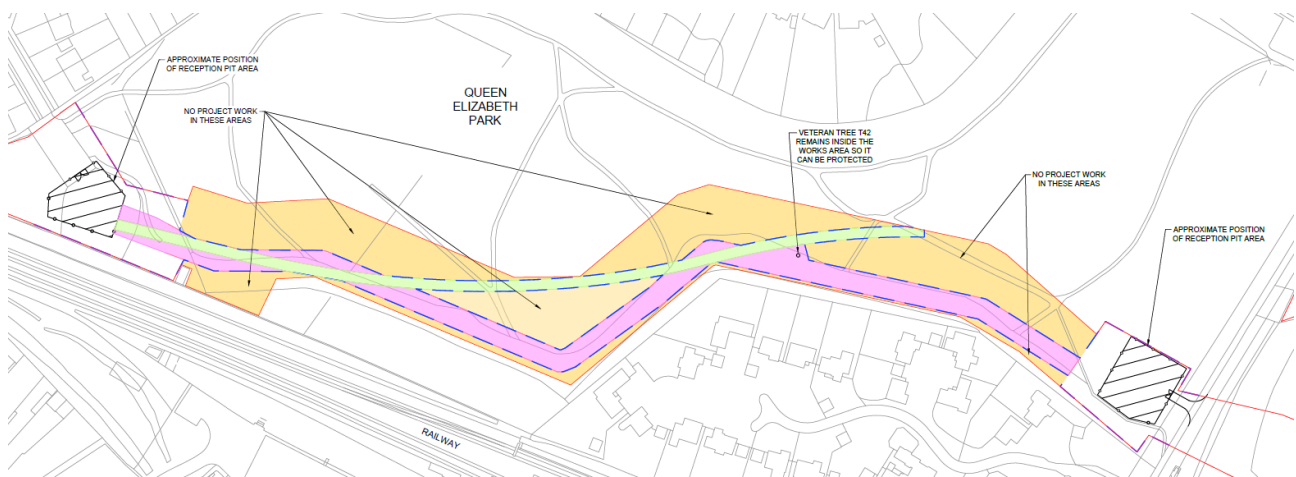 APPROXIMATE POSITION
OF RECEPTION PIT AREA
NO PROJECT WORK
IN THESE AREAS
QUEEN
ELIZABETH
PARK
VETERAN TREE T42
REMAINS INSIDE THE
WORKS AREA SO IT
CAN BE PROTECTED
NO PROJECT WORK
IN THESE AREAS
APPROXIMATE POSITION
OF RECEPTION PIT AREA
RAILWAY